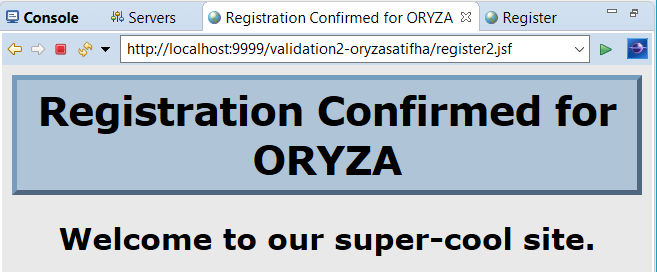 Console Servers Registration Confirmed for ORYZA Register
http://localhost:9999/validation2-oryzasatifha/register2.jsf
Registration Confirmed for
ORYZA
Welcome to our super-cool site.